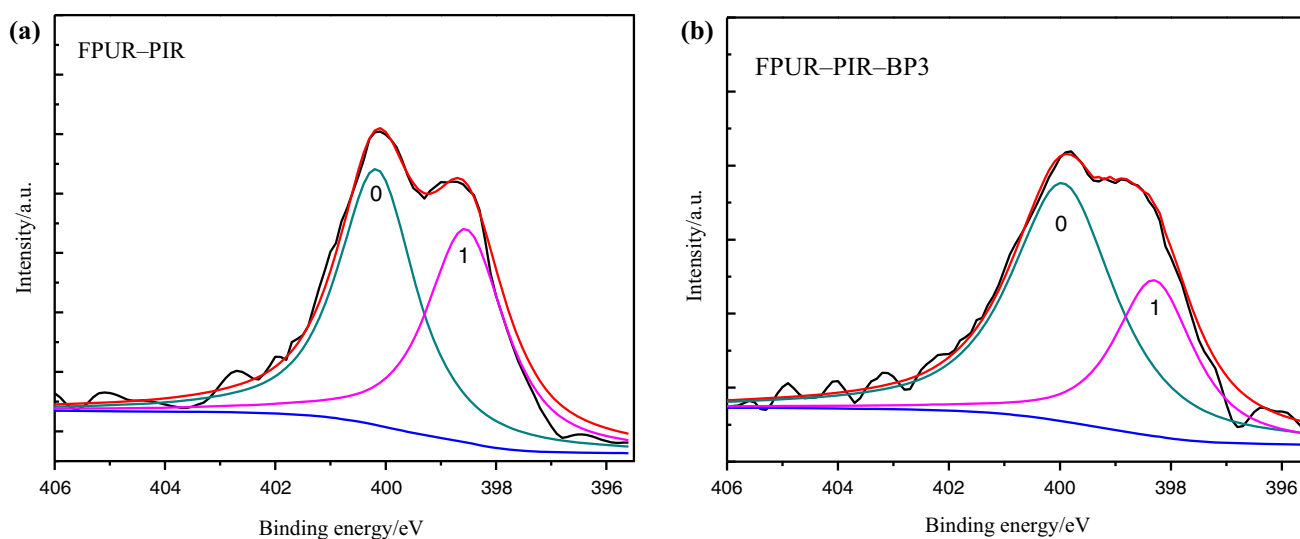 (a)
FPUR–PIR
0
1
Intensity/a.u.
406
404
402
400
398
396
Binding energy/eV
(b)
FPUR–PIR–BP3
0
1
Intensity/a.u.
406
404
402
400
398
396
Binding energy/eV